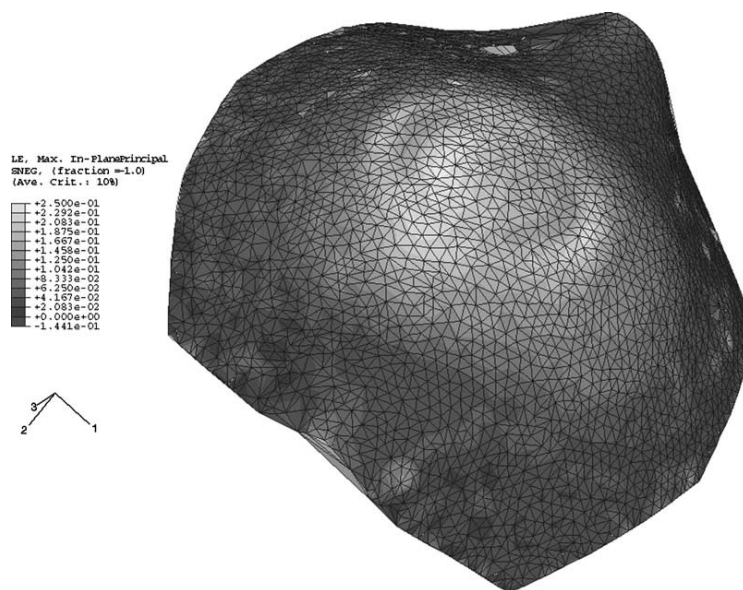 LE, Max. In-PlanePrincipal
SNEG, (fraction =-1.0)
(Ave. Crit.: 10%)
+2.500e-01
+2.292e-01
+2.083e-01
+1.875e-01
+1.667e-01
+1.458e-01
+1.250e-01
+1.042e-01
+8.333e-02
+6.250e-02
+4.167e-02
+2.083e-02
+0.000e+00
-1.441e-01
3
2
1